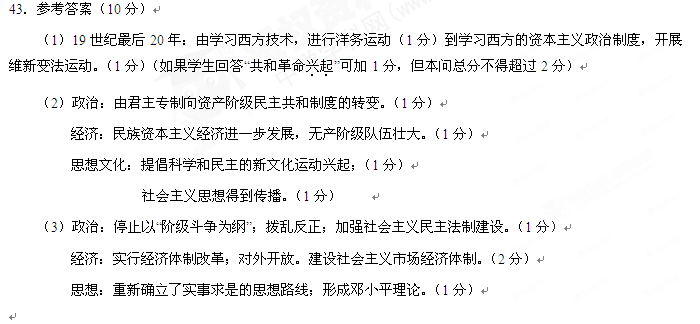 43．参考答案（10 分）
（1）19 世纪最后 20 年：由学习西方技术，进行洋务运动（1 分）到学习西方的资本主义政治制度，开展
维新变法运动。（1 分）（如果学生回答“共和革命兴起”可加 1 分，但本问总分不得超过 2 分）
（2）政治：由君主专制向资产阶级民主共和制度的转变。（1 分）
经济：民族资本主义经济进一步发展，无产阶级队伍壮大。（1 分）
思想文化：提倡科学和民主的新文化运动兴起；（1 分）
社会主义思想得到传播。（1 分）
（3）政治：停止以“阶级斗争为纲”；拨乱反正；加强社会主义民主法制建设。（1 分）
经济：实行经济体制改革；对外开放。建设社会主义市场经济体制。（2 分）
思想：重新确立了实事求是的思想路线；形成邓小平理论。（1 分）